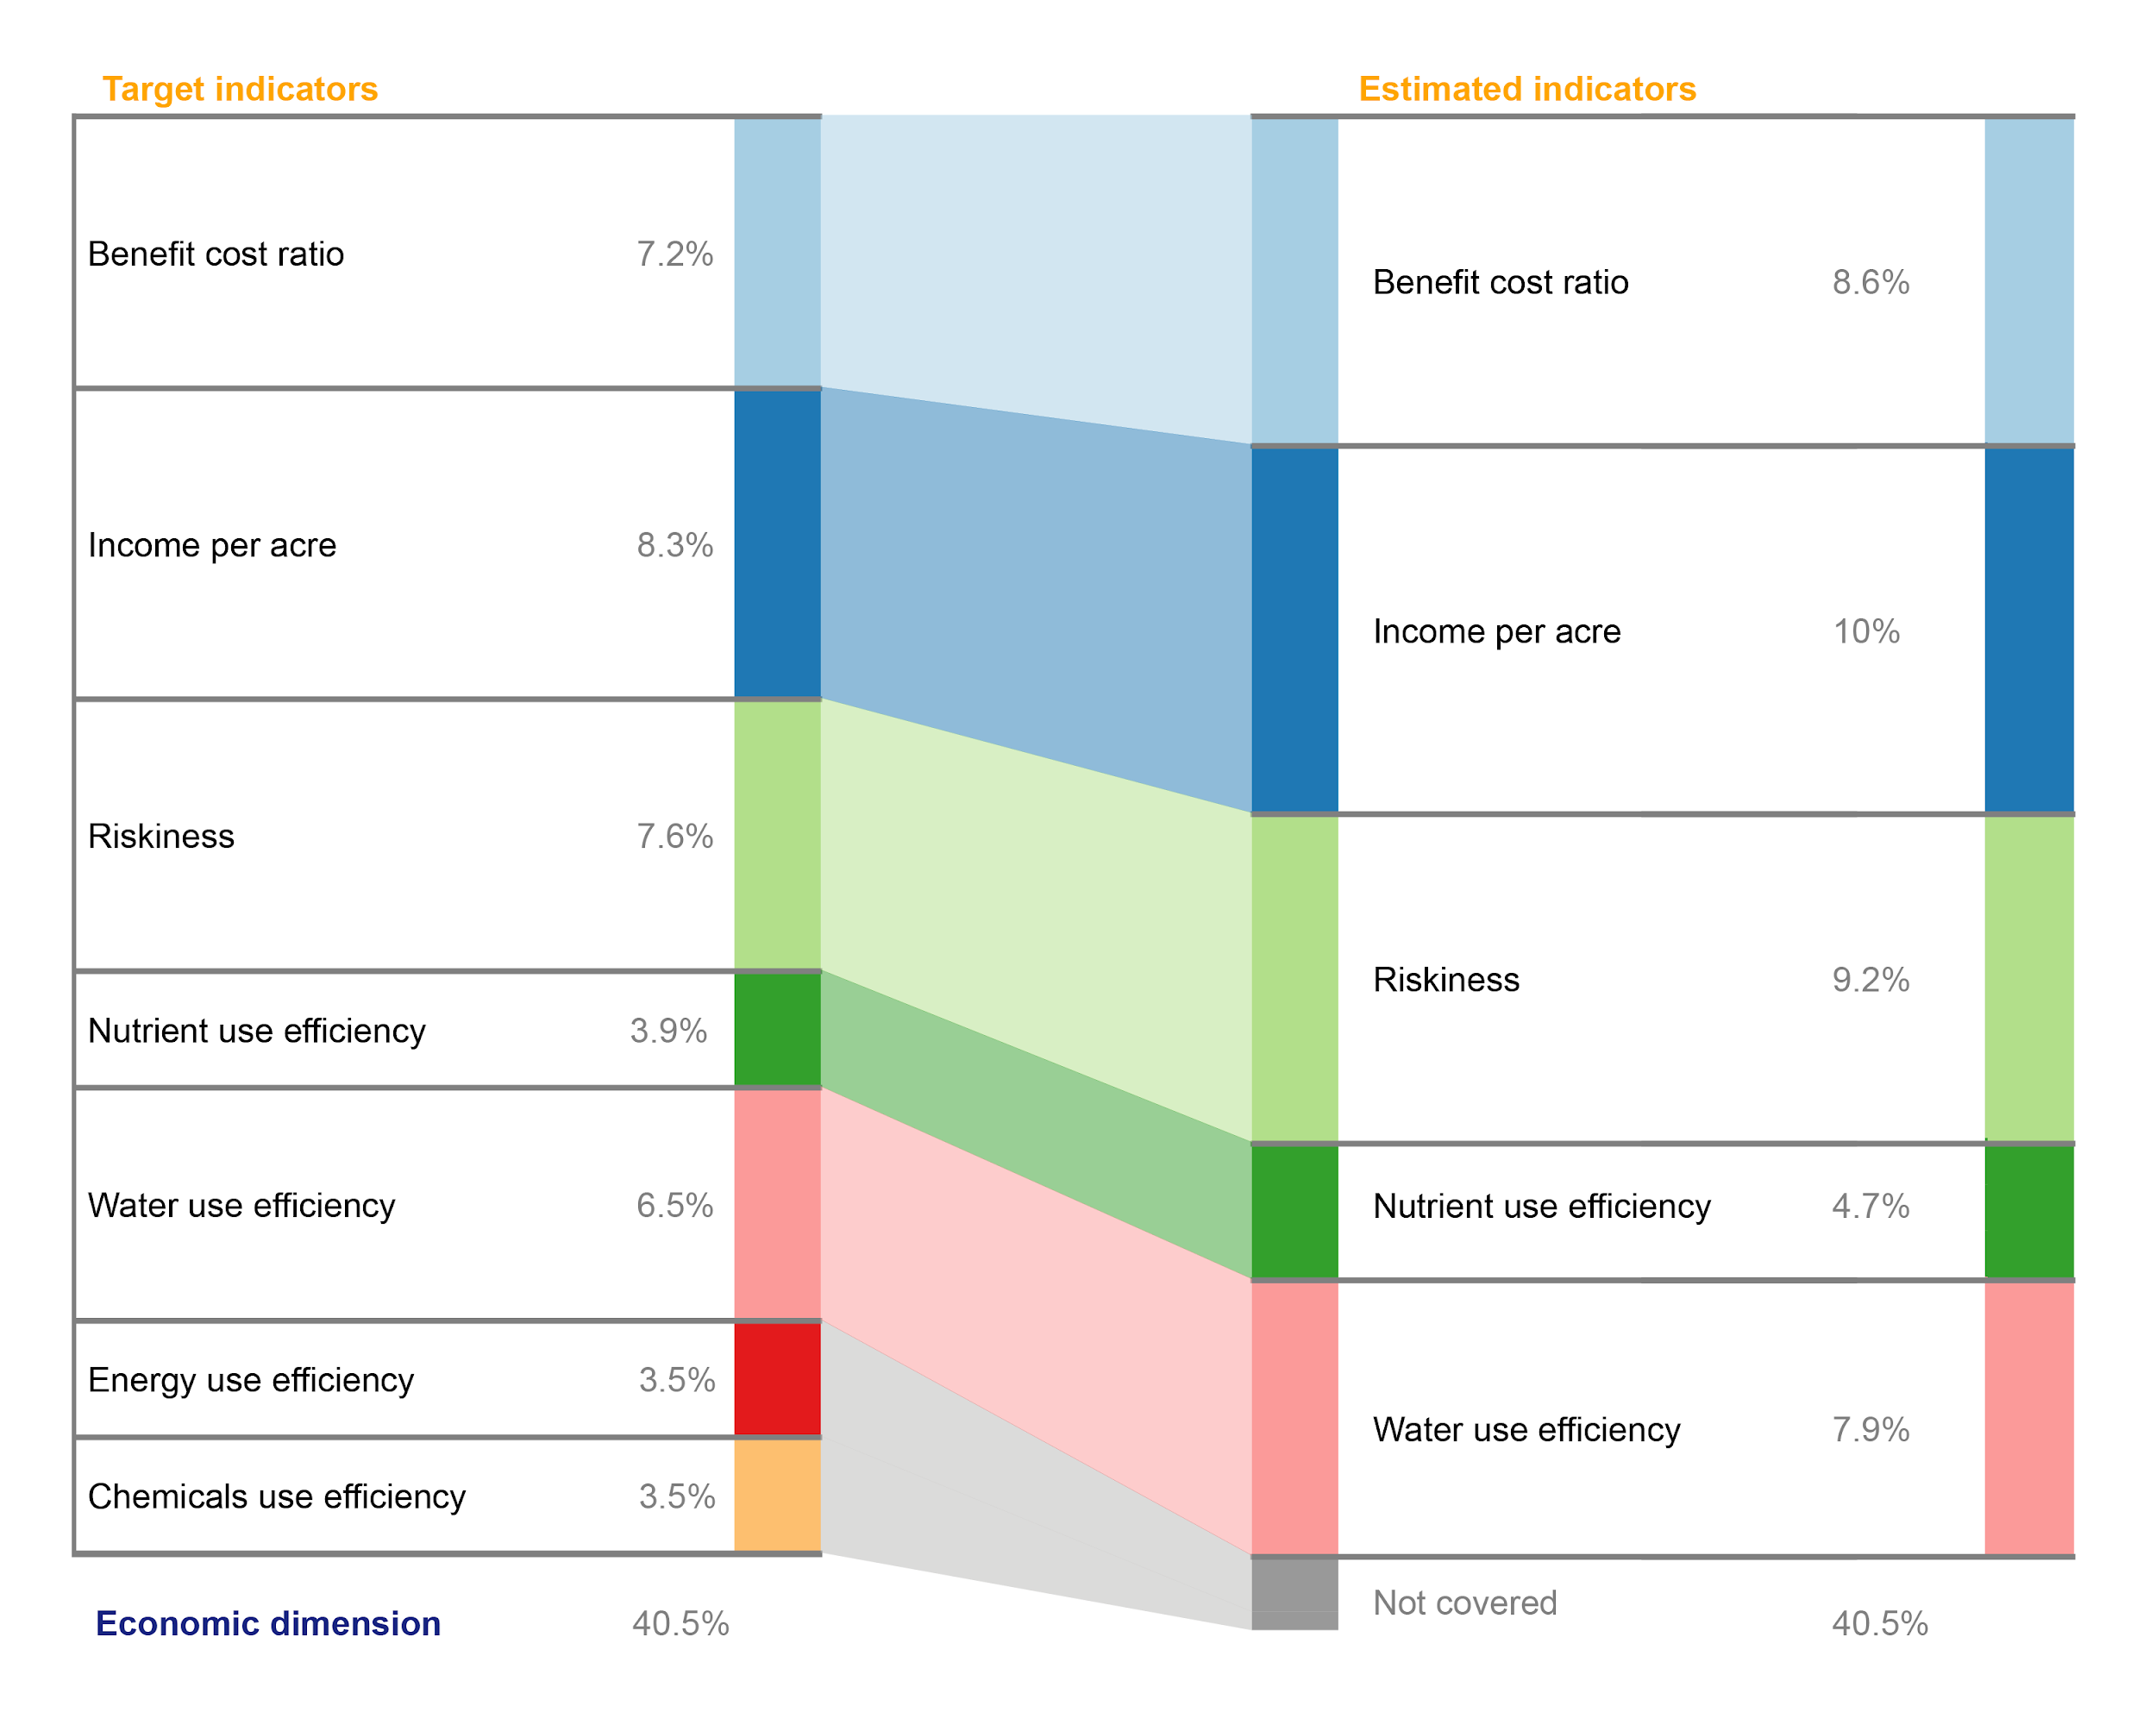 Target indicators
Benefit cost ratio 7.2%
Income per acre 8.3%
Riskiness 7.6%
Nutrient use efficiency 3.9%
Water use efficiency 6.5%
Energy use efficiency 3.5%
Chemicals use efficiency 3.5%
Economic dimension 40.5%
Estimated indicators
Benefit cost ratio 8.6%
Income per acre 10%
Riskiness 9.2%
Nutrient use efficiency 4.7%
Water use efficiency 7.9%
Not covered
40.5%